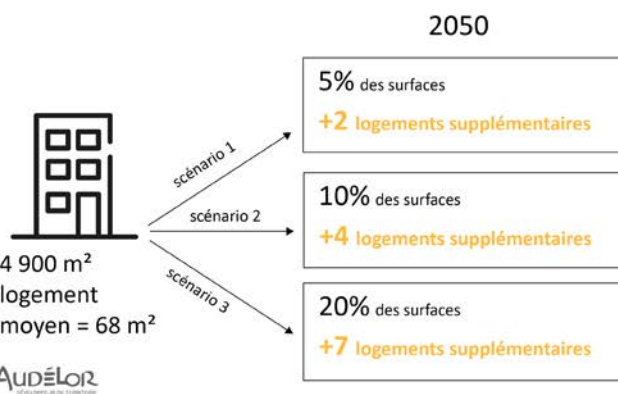 2050
5% des surfaces
+2 logements supplémentaires
scénario 1
10% des surfaces
+4 logements supplémentaires
scénario 2
20% des surfaces
+7 logements supplémentaires
scénario 3
4 900 m²
logement
moyen = 68 m²
AUDÉLOR